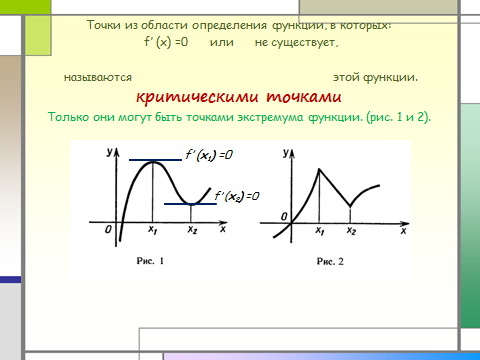 Точки из области определения функции, в которых:
f′ (x) =0 или не существует,
называются этой функции.
критическими точками
Только они могут быть точками экстремума функции. (рис. 1 и 2).
y f′ (x₁) =0
f′ (x₂) =0
0 x₁ x₂ x
Рис. 1
y
0 x₁ x₂ x
Рис. 2